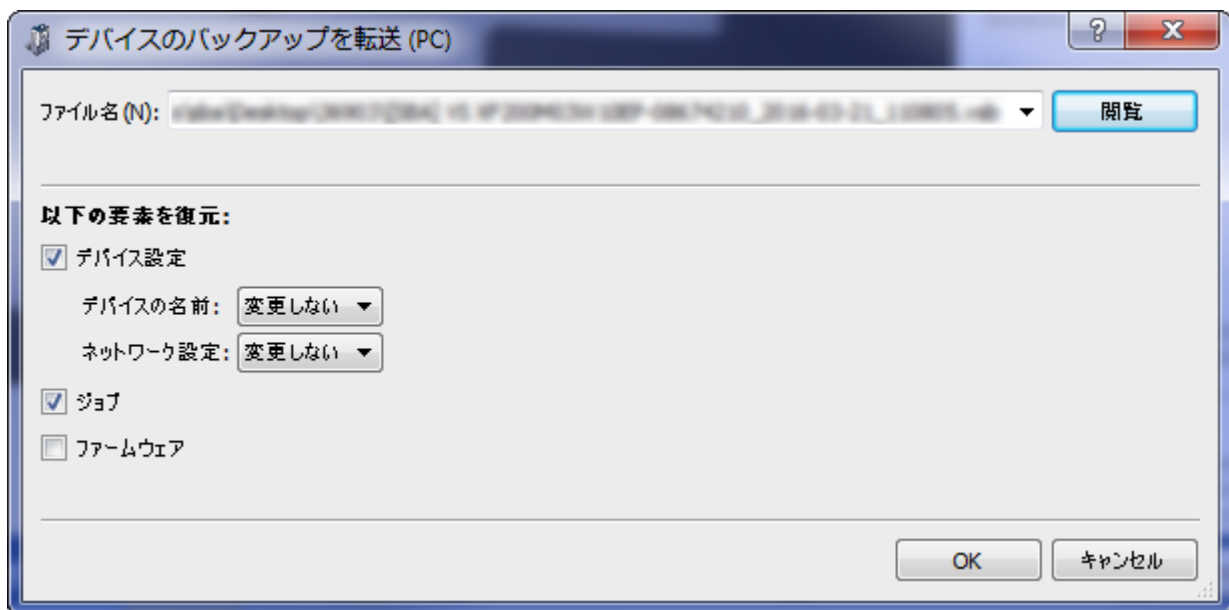 デバイスのバックアップを転送 (PC)
ファイル名(N): 閲覧
以下の要素を復元:
デバイス設定
デバイスの名前: 変更しない
ネットワーク設定: 変更しない
ジョブ
ファームウェア
OK キャンセル